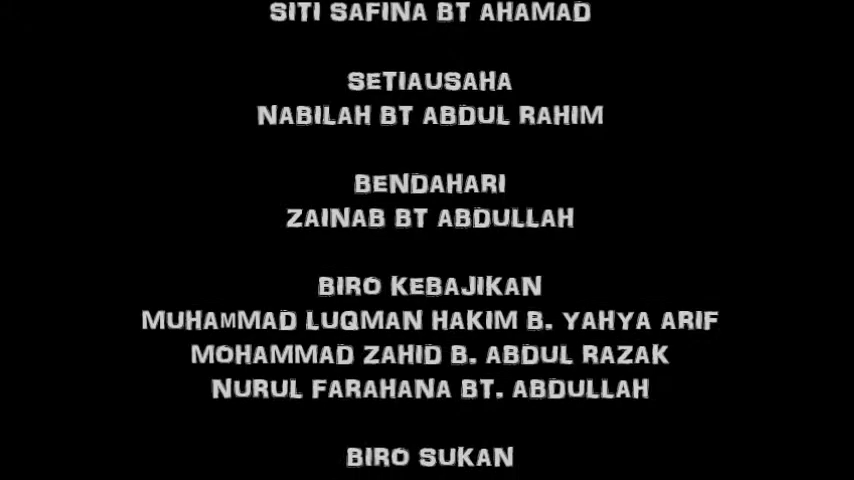 SITI SAFINA BT AHAMAD
SETIAUSAHA
NABILAH BT ABDUL RAHIM
BENDAHARI
ZAINAB BT ABDULLAH
BIRO KEBAJIKAN
MUHAMMAD LUQMAN HAKIM B. YAHYA ARIF
MOHAMMAD ZAHID B. ABDUL RAZAK
NURUL FARAHANA BT. ABDULLAH
BIRO SUKAN